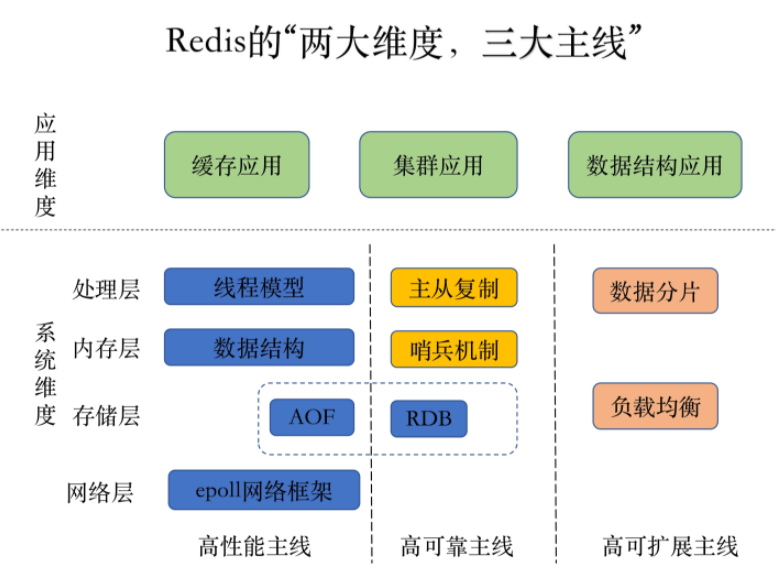 Redis的“两大维度，三大主线”
应用维度
缓存应用
集群应用
数据结构应用
系统维度
处理层
线程模型
主从复制
数据分片
内存层
数据结构
哨兵机制
存储层
AOF
RDB
负载均衡
网络层
epoll网络框架
高性能主线
高可靠主线
高可扩展主线